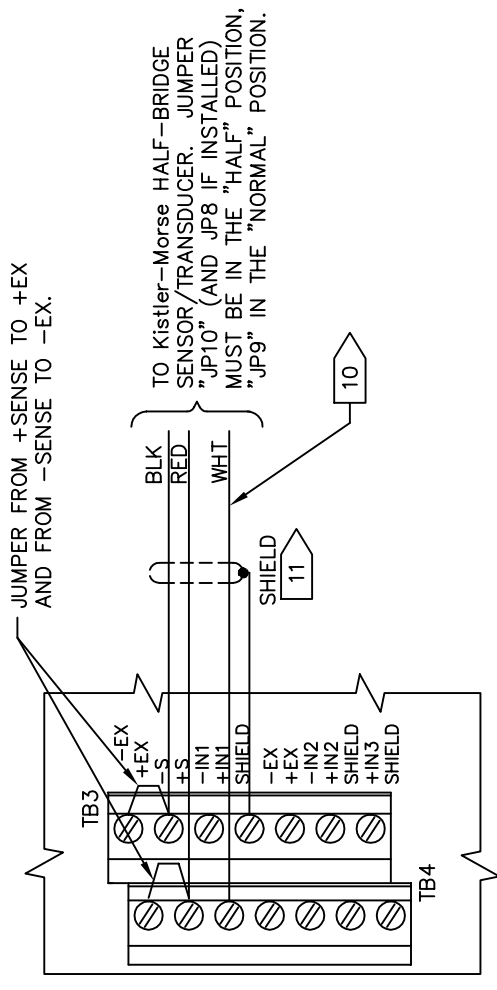 JUMPER FROM +SENSE TO +EX
AND FROM -SENSE TO -EX.
TB3
-EX
+EX
-S
+S
-IN1
+IN1
SHIELD
-EX
+EX
-IN2
+IN2
SHIELD
+IN3
SHIELD
TB4
BLK
RED
WHT
SHIELD
11
10
TO Kistler-Morse HALF-BRIDGE
SENSOR/TRANSDUCER. JUMPER
"JP10" (AND JP8 IF INSTALLED)
MUST BE IN THE "HALF" POSITION,
"JP9" IN THE "NORMAL" POSITION.